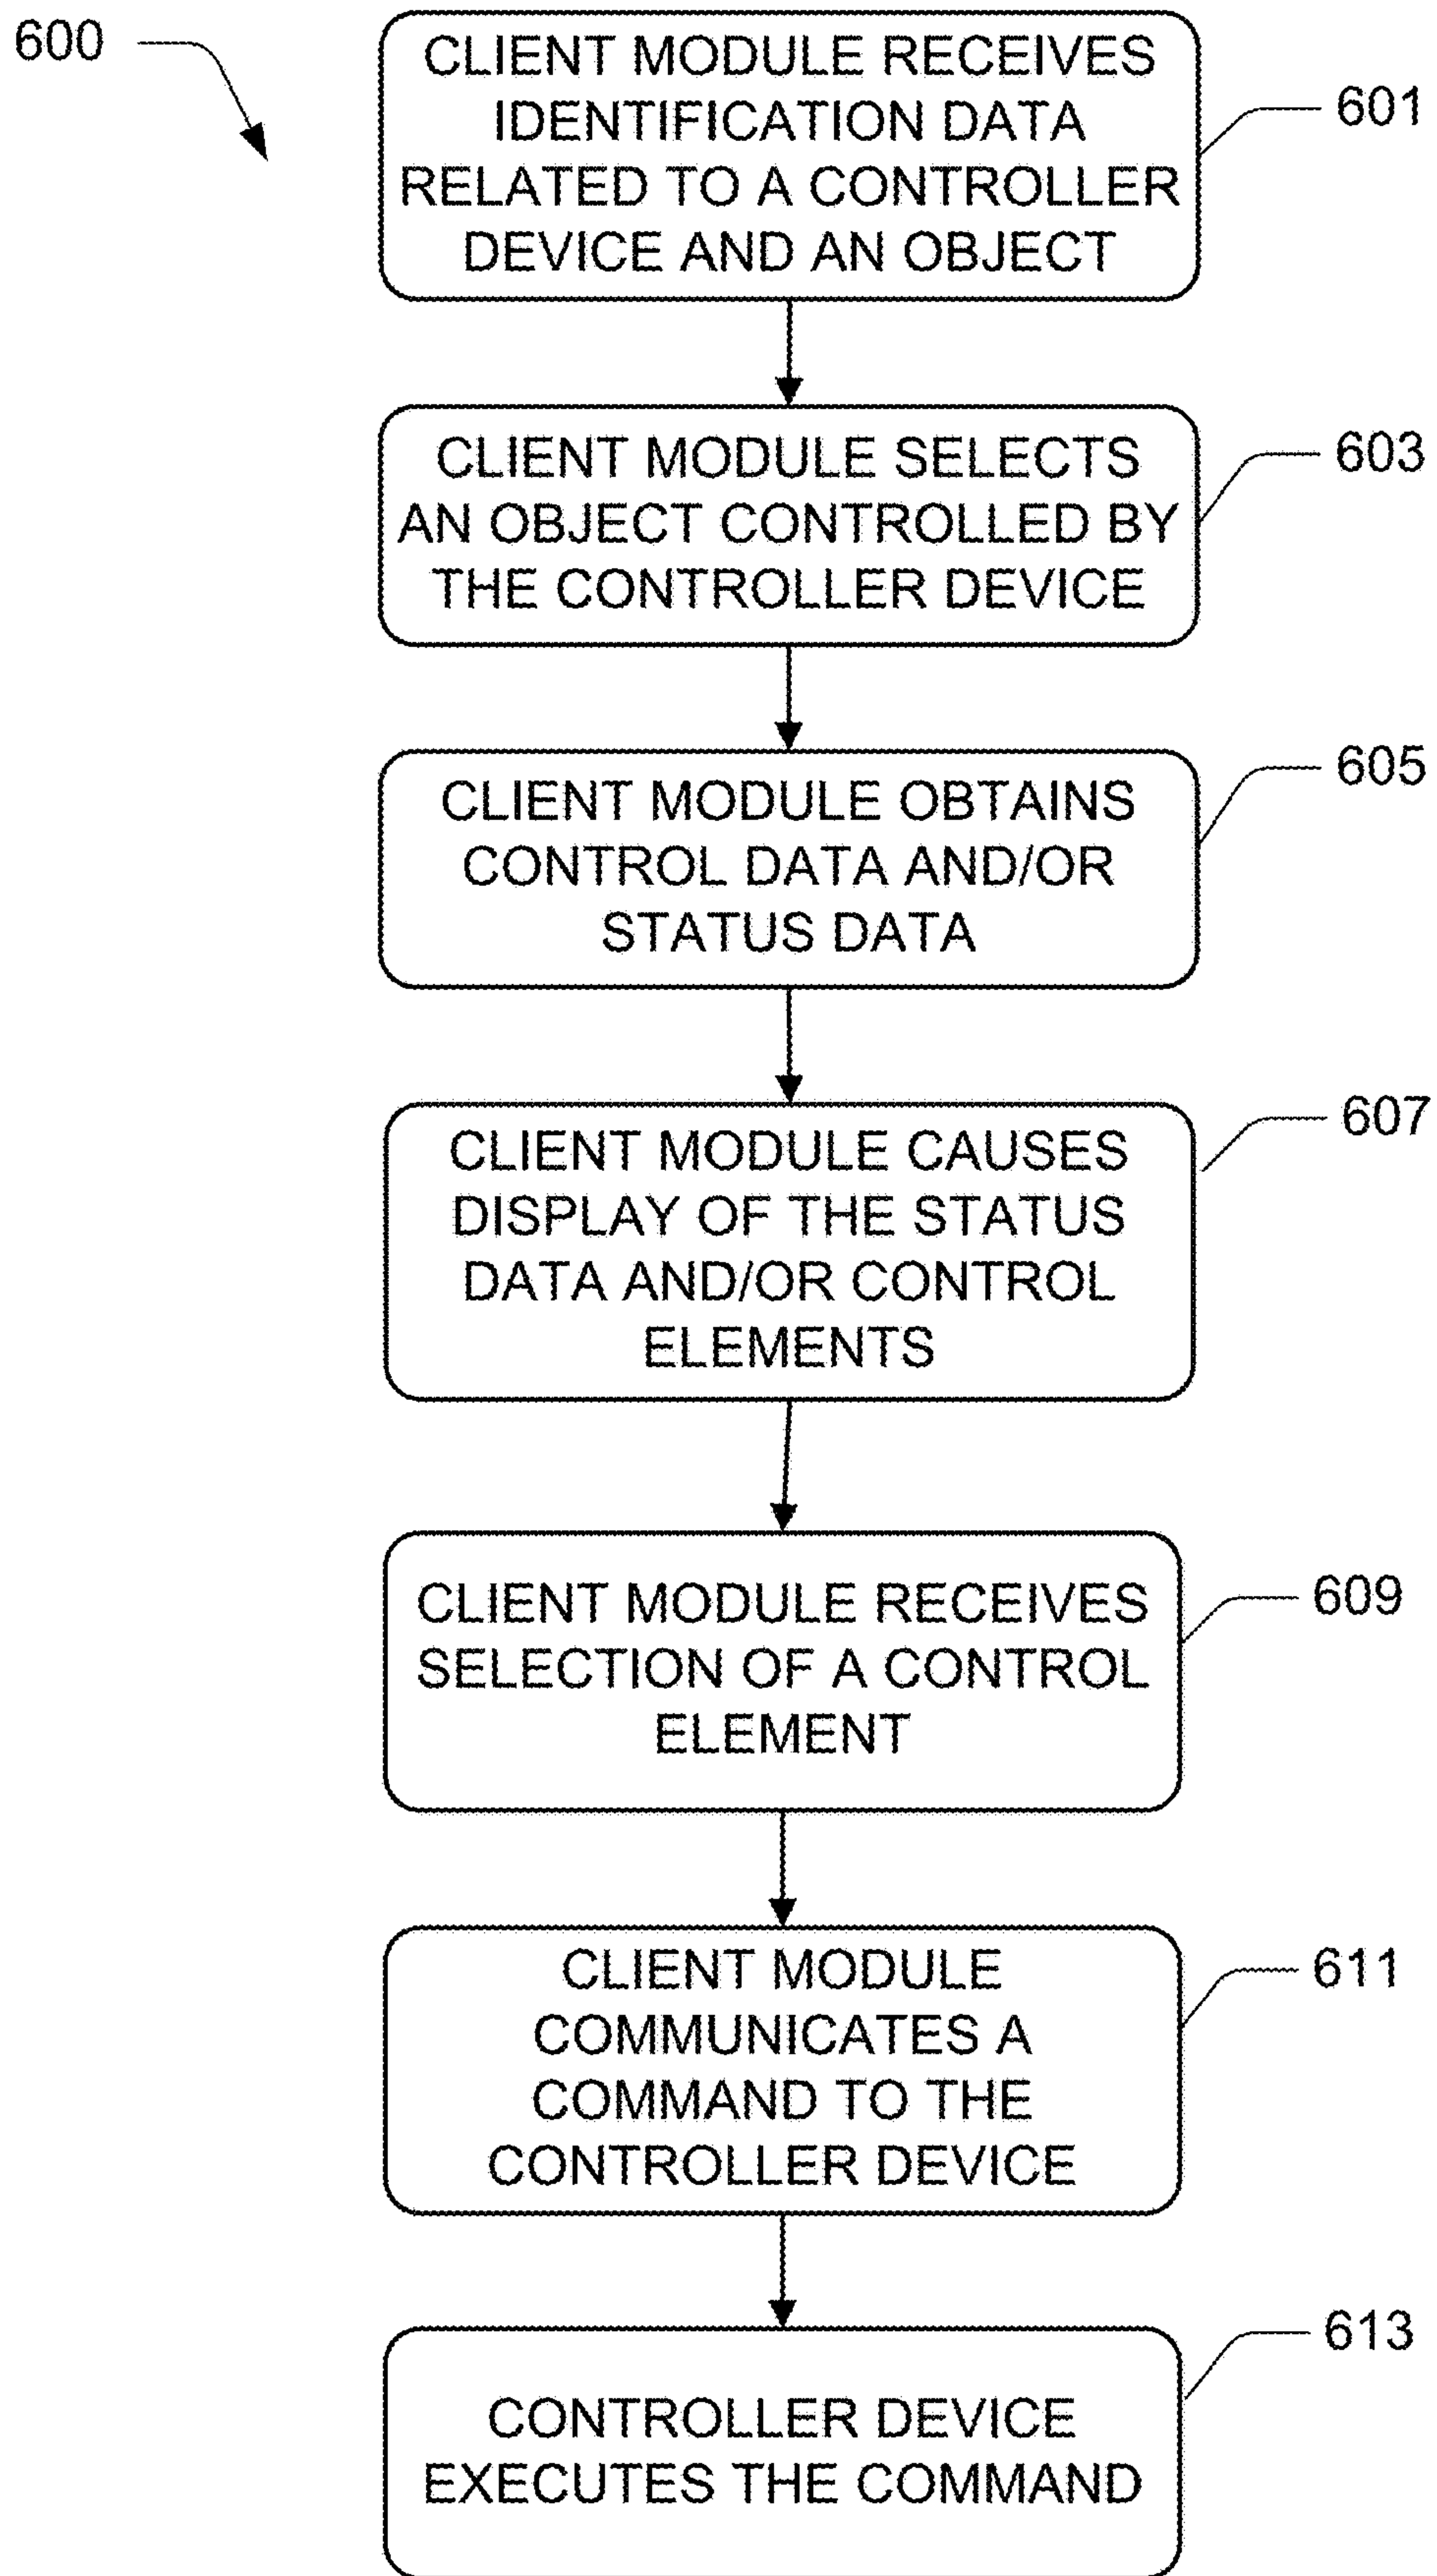 600
CLIENT MODULE RECEIVES
IDENTIFICATION DATA
RELATED TO A CONTROLLER
DEVICE AND AN OBJECT
601
CLIENT MODULE SELECTS
AN OBJECT CONTROLLED BY
THE CONTROLLER DEVICE
603
CLIENT MODULE OBTAINS
CONTROL DATA AND/OR
STATUS DATA
605
CLIENT MODULE CAUSES
DISPLAY OF THE STATUS
DATA AND/OR CONTROL
ELEMENTS
607
CLIENT MODULE RECEIVES
SELECTION OF A CONTROL
ELEMENT
609
CLIENT MODULE
COMMUNICATES A
COMMAND TO THE
CONTROLLER DEVICE
611
CONTROLLER DEVICE
EXECUTES THE COMMAND
613